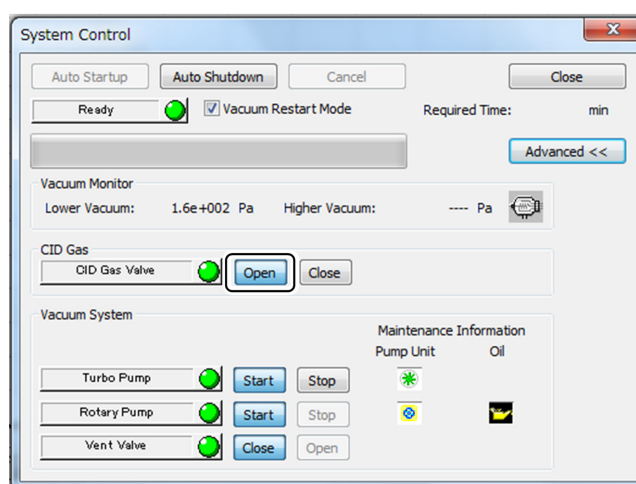 System Control
Auto Startup Auto Shutdown Cancel Close
Ready Vacuum Restart Mode Required Time: min
Advanced <<
Vacuum Monitor
Lower Vacuum: 1.6e+002 Pa Higher Vacuum: ---- Pa
CID Gas
CID Gas Valve Open Close
Vacuum System
Maintenance Information
Pump Unit Oil
Turbo Pump Start Stop
Rotary Pump Start Stop
Vent Valve Close Open